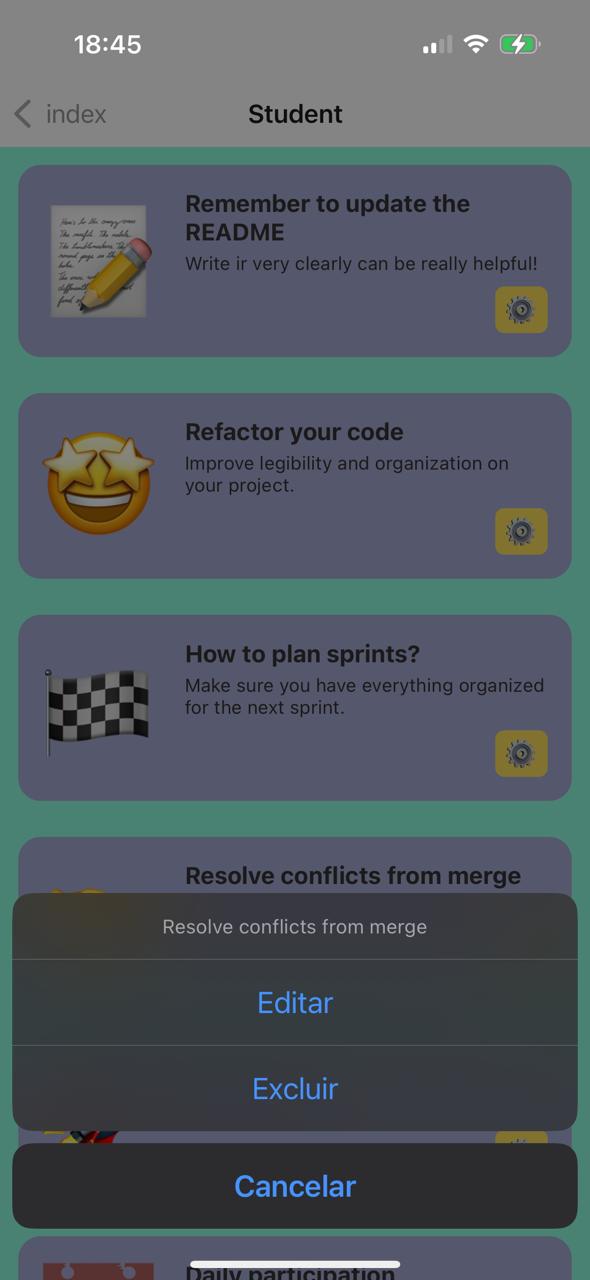 18:45
index
Student
Remember to update the
README
Write ir very clearly can be really helpful!
Refactor your code
Improve legibility and organization on
your project.
How to plan sprints?
Make sure you have everything organized
for the next sprint.
Resolve conflicts from merge
Resolve conflicts from merge
Editar
Excluir
Cancelar
Daily participation